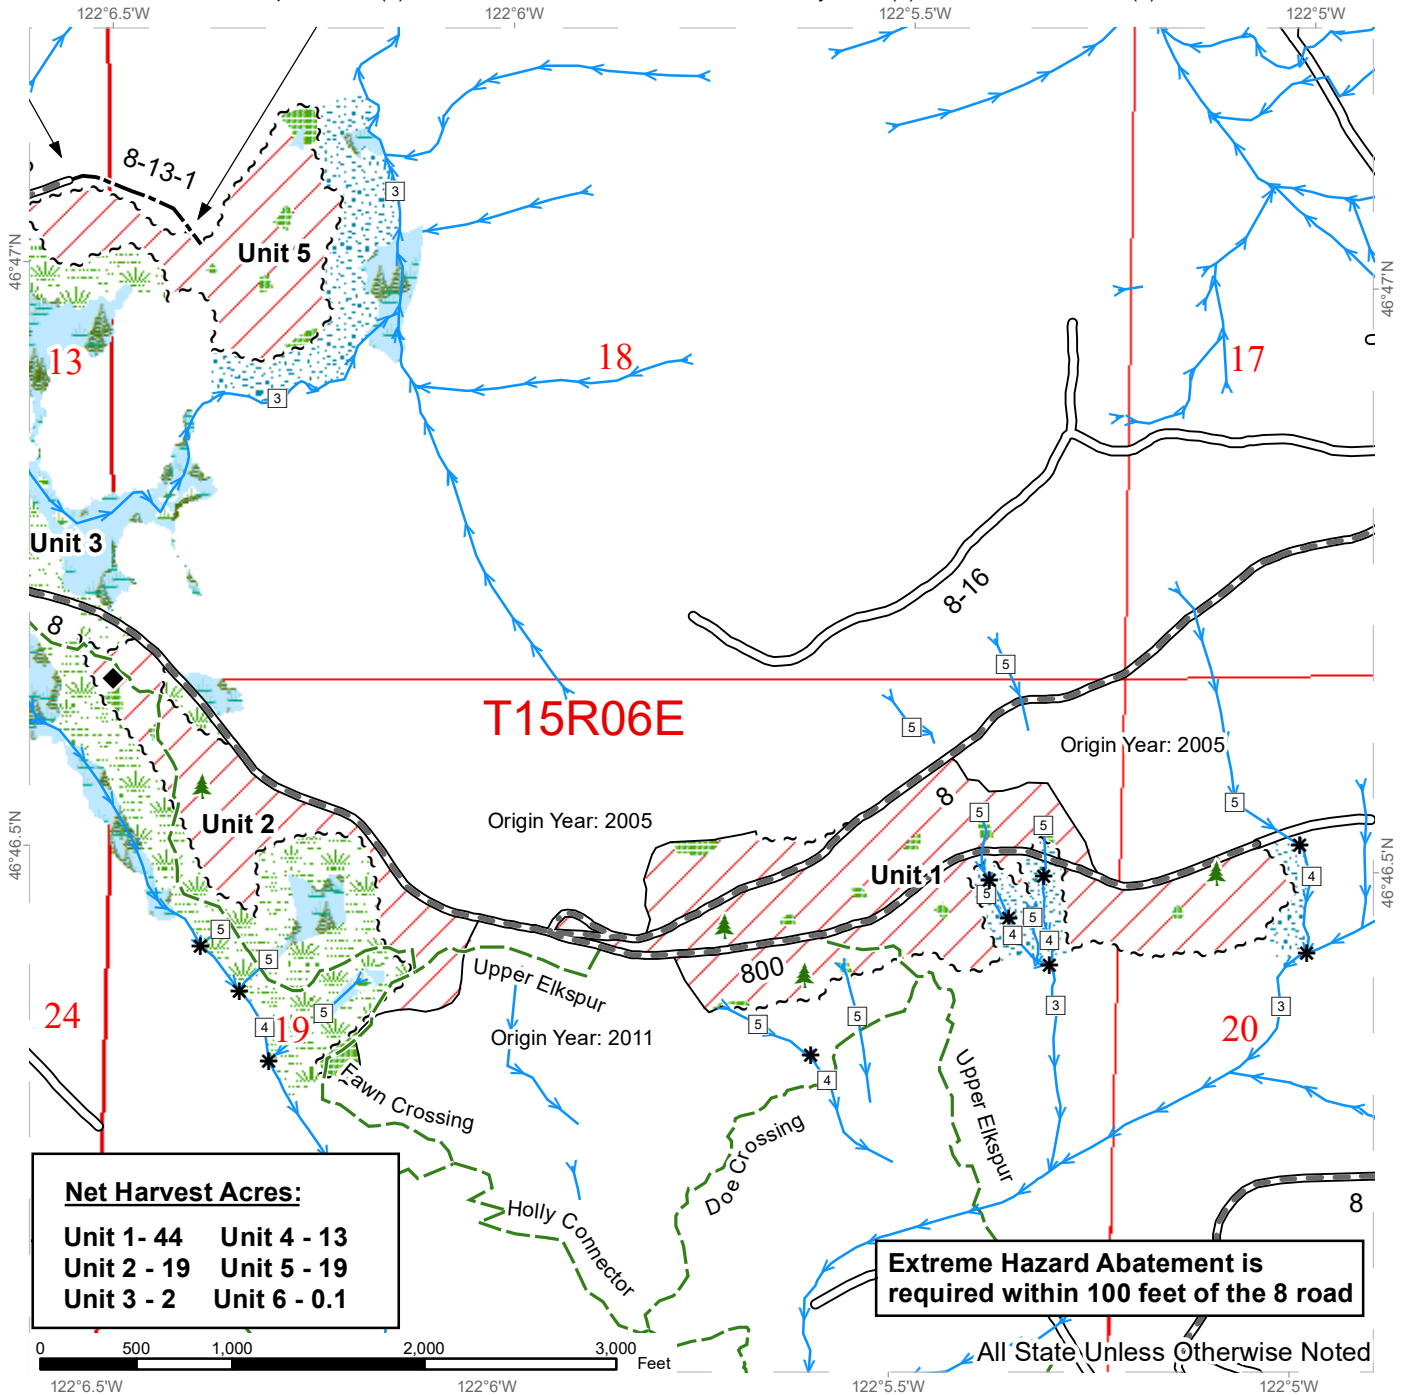 122°6.5'W
122°6'W
122°5.5'W
122°5'W
8-13-1
3
Unit 5
46°47'N
46°47'N
13
18
17
3
Unit 3
8-16
8
5
T15R06E
5
Origin Year: 2005
5
Unit 2
Origin Year: 2005
8
5
5
46°46.5'N
46°46.5'N
Unit 1
5
4
5
4
4
5
5
800
Upper Elkspur
24
4
19
5
5
5
3
3
20
Origin Year: 2011
Fawn Crossing
4
Upper Elkspur
Doe Crossing
Holly Connector
8
Net Harvest Acres:
Unit 1- 44 Unit 4 - 13
Unit 2 - 19 Unit 5 - 19
Unit 3 - 2 Unit 6 - 0.1
Extreme Hazard Abatement is
required within 100 feet of the 8 road
All State Unless Otherwise Noted
0 500 1,000 2,000 3,000
Feet
122°6.5'W
122°6'W
122°5.5'W
122°5'W